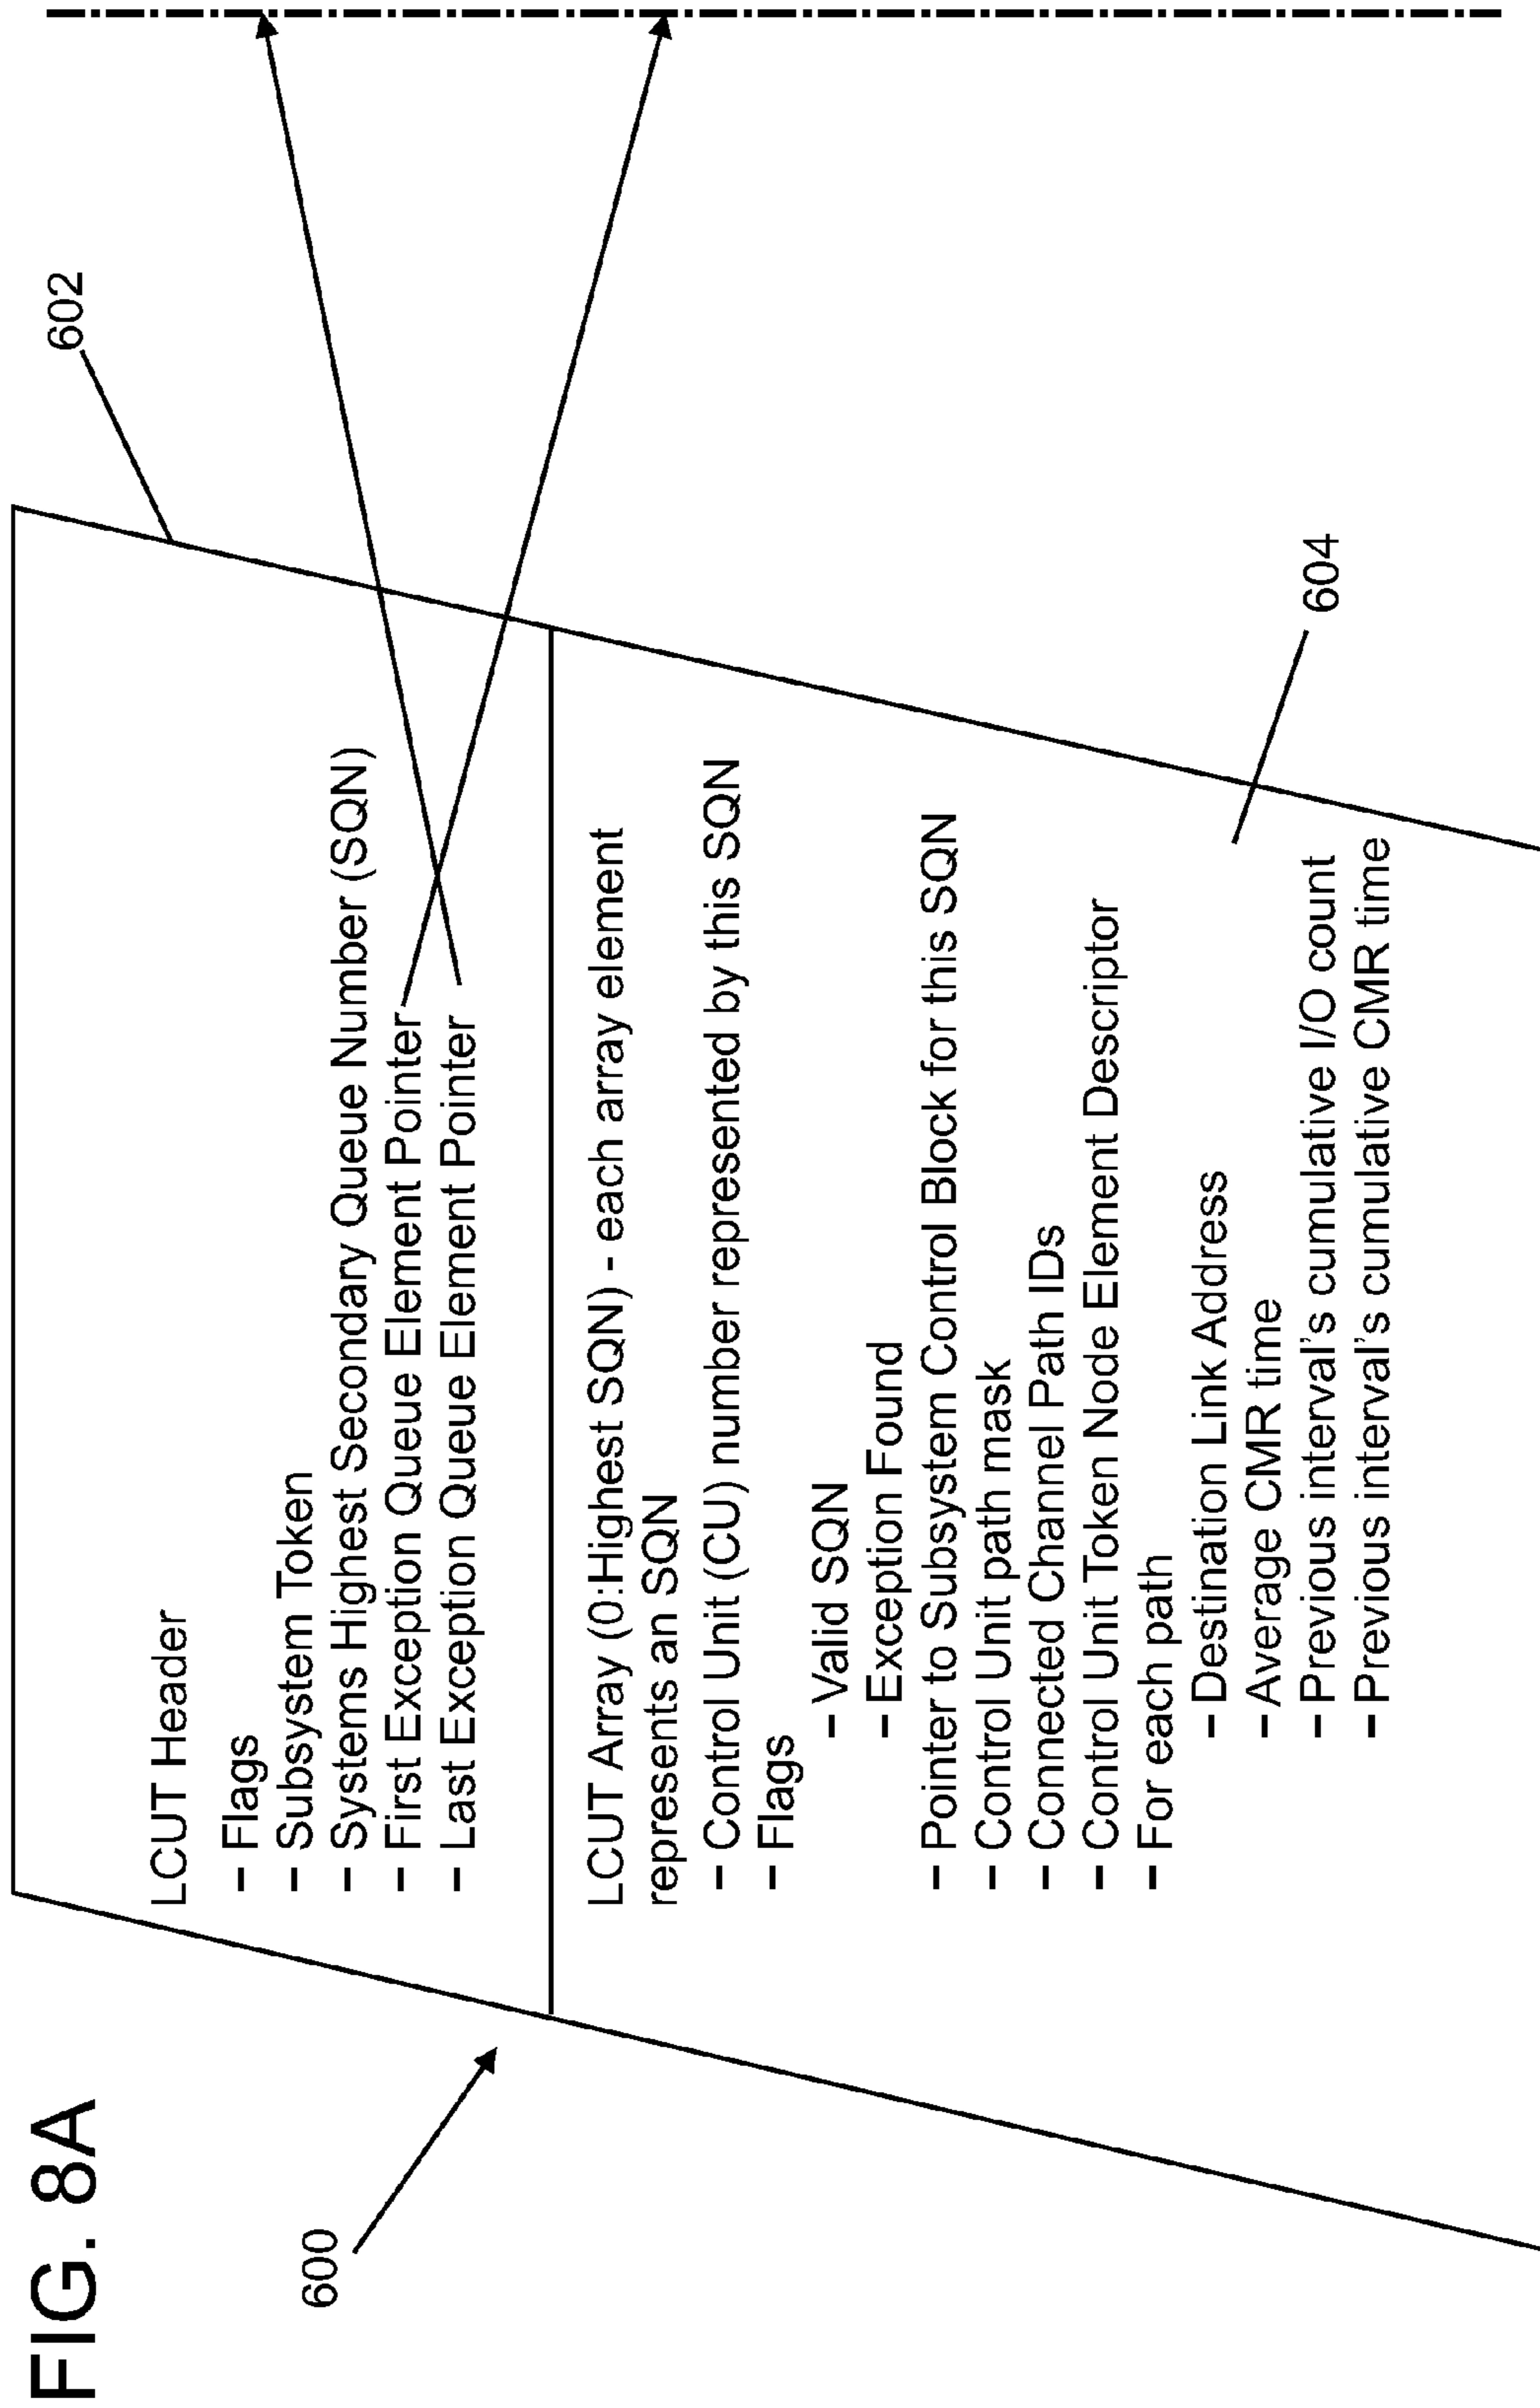 FIG. 8A
600
602
LCUT Header
– Flags
– Subsystem Token
– Systems Highest Secondary Queue Number (SQN)
– First Exception Queue Element Pointer
– Last Exception Queue Element Pointer
LCUT Array (0:Highest SQN) - each array element
represents an SQN
– Control Unit (CU) number represented by this SQN
– Flags
– Valid SQN
– Exception Found
– Pointer to Subsystem Control Block for this SQN
– Control Unit path mask
– Connected Channel Path IDs
– Control Unit Token Node Element Descriptor
– For each path
– Destination Link Address
– Average CMR time
– Previous interval's cumulative I/O count
– Previous interval's cumulative CMR time
604